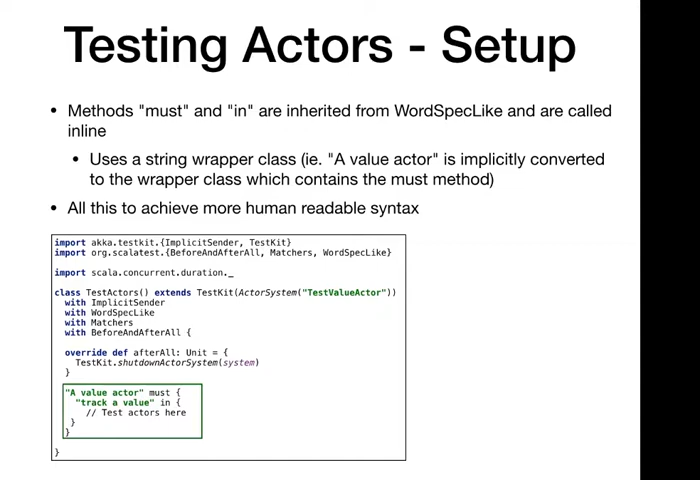 Testing Actors - Setup
• Methods "must" and "in" are inherited from WordSpecLike and are called
inline
• Uses a string wrapper class (ie. "A value actor" is implicitly converted
to the wrapper class which contains the must method)
• All this to achieve more human readable syntax
import akka.testkit.{ImplicitSender, TestKit}
import org.scalatest.{BeforeAndAfterAll, Matchers, WordSpecLike}
import scala.concurrent.duration._
class TestActors() extends TestKit(ActorSystem("TestValueActor"))
with ImplicitSender
with WordSpecLike
with Matchers
with BeforeAndAfterAll {
override def afterAll: Unit = {
TestKit.shutdownActorSystem(system)
}
"A value actor" must {
"track a value" in {
// Test actors here
}
}
}